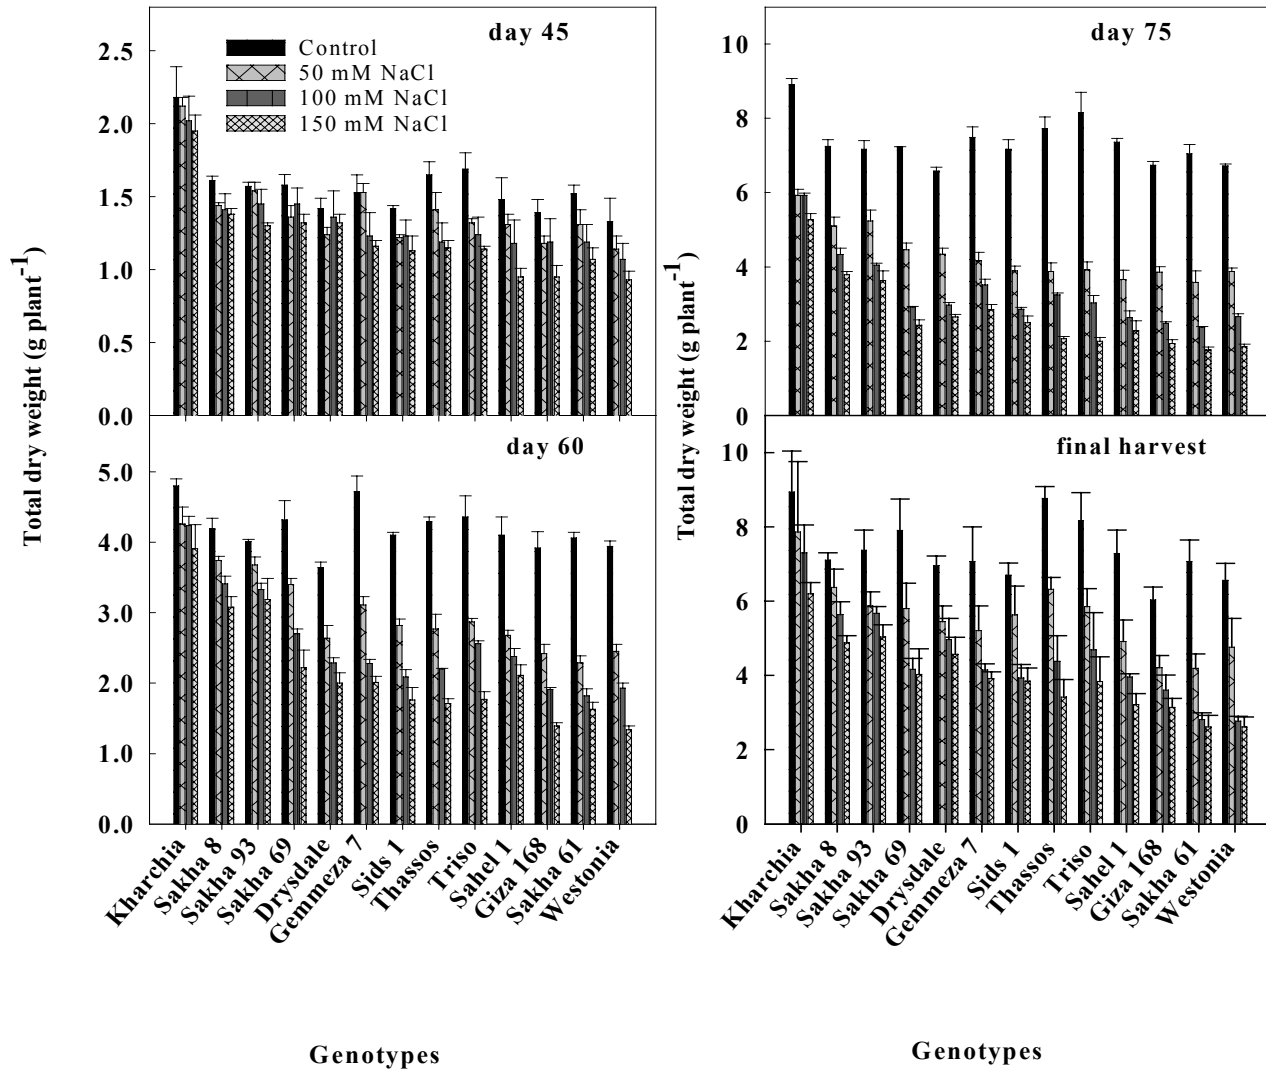 day 45
Control
50 mM NaCl
100 mM NaCl
150 mM NaCl
2.5
2.0
1.5
1.0
0.5
0.0
Total dry weight (g plant⁻¹)
day 60
5.0
4.0
3.0
2.0
1.0
0.0
Kharchia
Sakha 8
Sakha 93
Sakha 69
Drysdale
Gemmeza 7
Sids 1
Thassos
Triso
Sahel 1
Giza 168
Sakha 61
Westonia
Genotypes
day 75
10
8
6
4
2
0
Total dry weight (g plant⁻¹)
final harvest
10
8
6
4
2
0
Kharchia
Sakha 8
Sakha 93
Sakha 69
Drysdale
Gemmeza 7
Sids 1
Thassos
Triso
Sahel 1
Giza 168
Sakha 61
Westonia
Genotypes